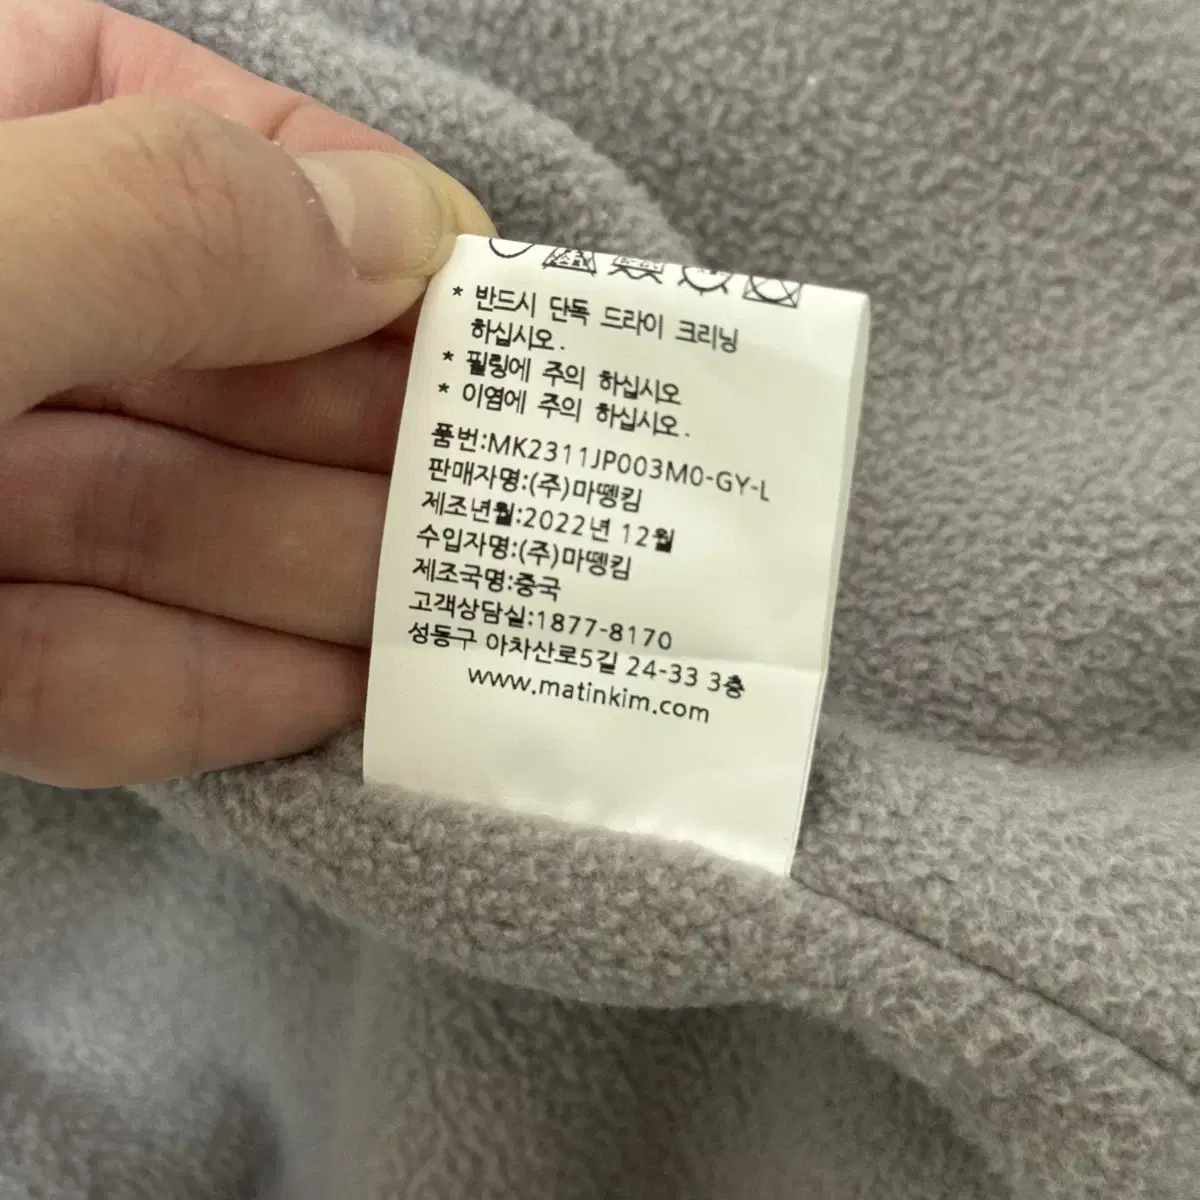 * 반드시 단독 드라이 크리닝
하십시오.
* 필링에 주의 하십시오
* 이염에 주의 하십시오.
품번:MK2311JP003M0-GY-L
판매자명:(주)마뗑킴
제조년월:2022년 12월
수입자명:(주)마뗑킴
제조국명:중국
고객상담실:1877-8170
성동구 아차산로5길 24-33 3층
www.matinkim.com